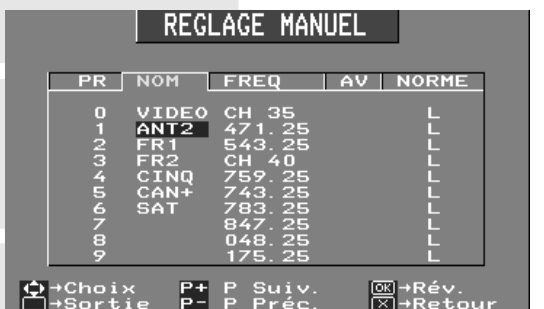 REGLAGE MANUEL
PR NOM FREQ AV NORME
0 VIDEO CH 35 L
1 ANT2 471.25 L
2 FR1 543.25 L
3 FR2 CH 40 L
4 CINQ 759.25 L
5 CAN+ 743.25 L
6 SAT 783.25 L
7 847.25 L
8 048.25 L
9 175.25 L
→Choix P+ P Suiv. OK→Rév.
→Sortie P- P Préc. X→Retour